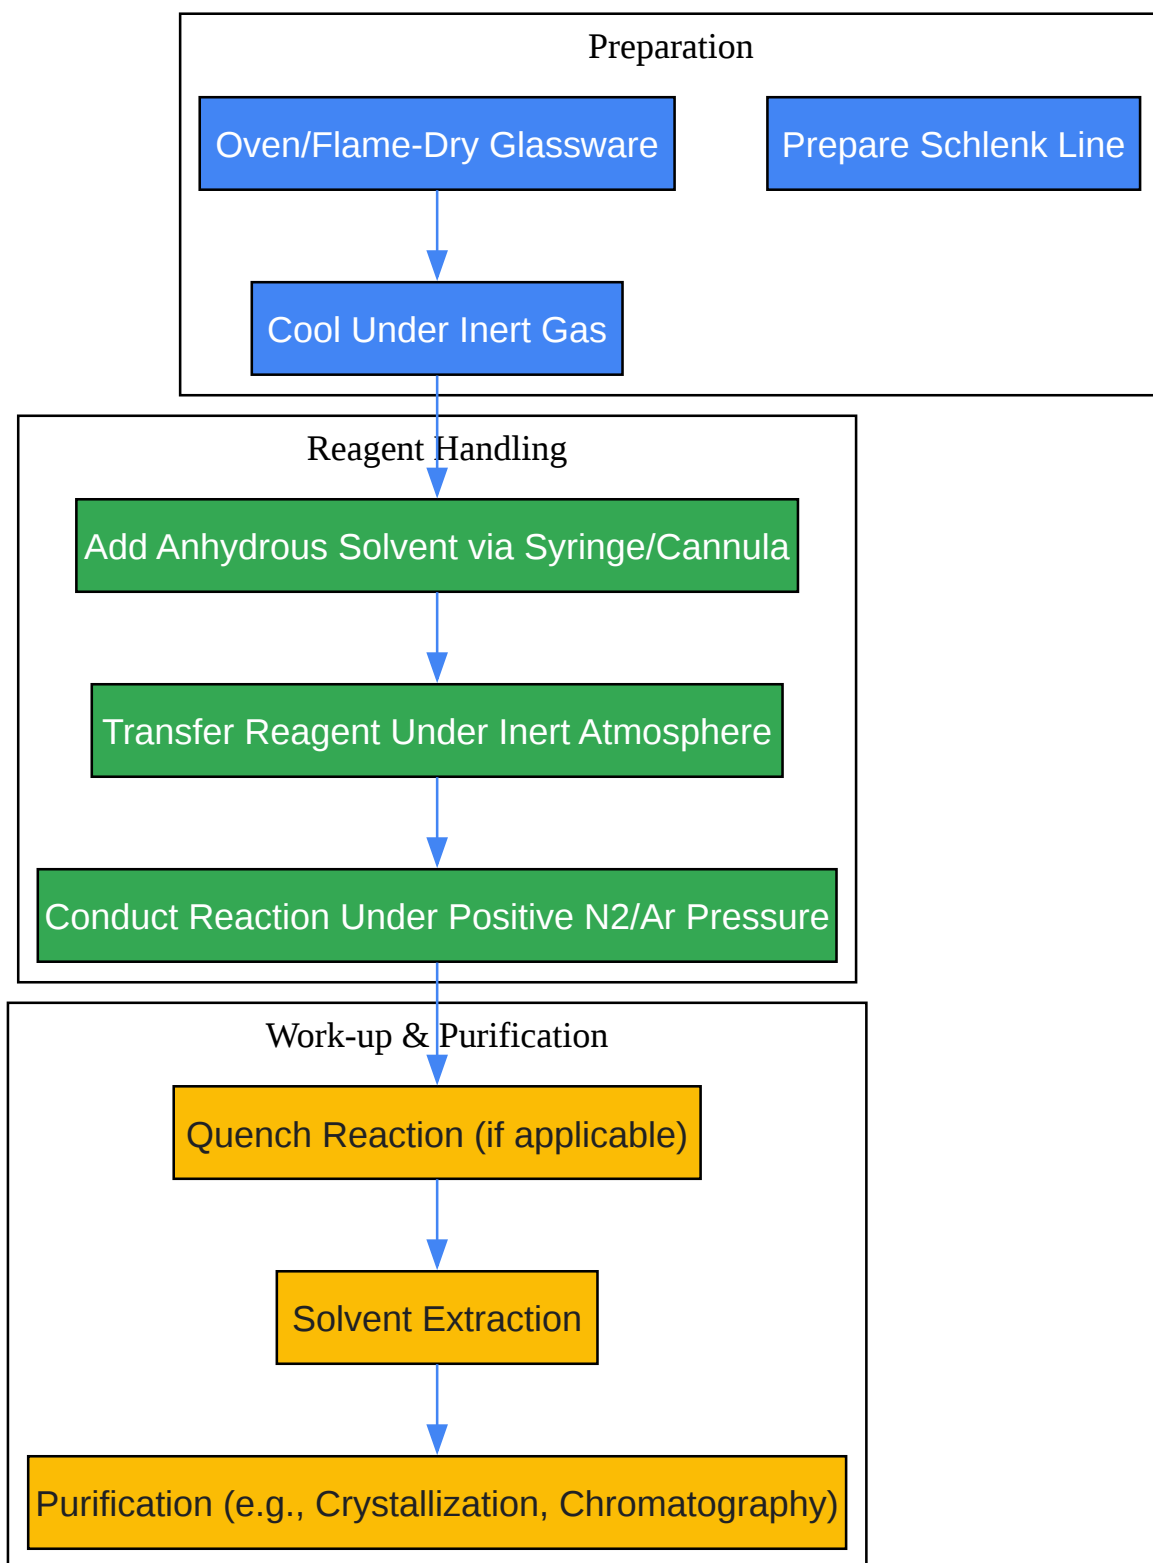 Preparation
Oven/Flame-Dry Glassware
Prepare Schlenk Line
Cool Under Inert Gas
Reagent Handling
Add Anhydrous Solvent via Syringe/Cannula
Transfer Reagent Under Inert Atmosphere
Conduct Reaction Under Positive N2/Ar Pressure
Work-up & Purification
Quench Reaction (if applicable)
Solvent Extraction
Purification (e.g., Crystallization, Chromatography)